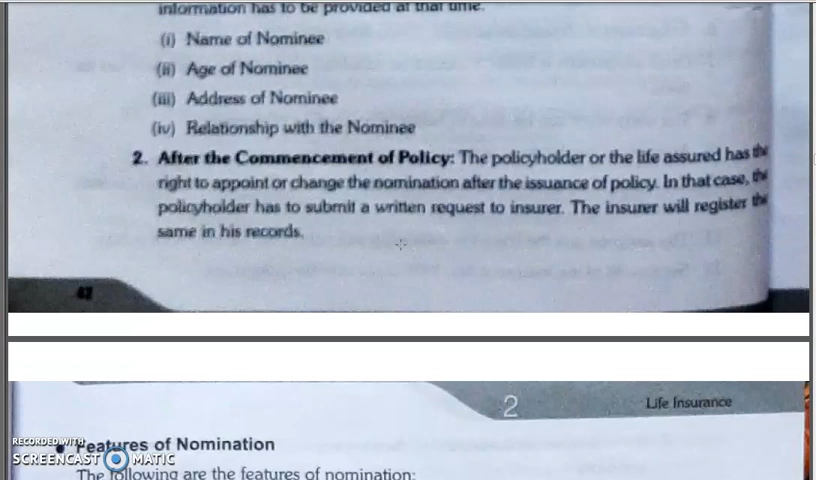 information has to be provided at that time.
(i) Name of Nominee
(ii) Age of Nominee
(iii) Address of Nominee
(iv) Relationship with the Nominee
2. After the Commencement of Policy: The policyholder or the life assured has the
right to appoint or change the nomination after the issuance of policy. In that case, the
policyholder has to submit a written request to insurer. The insurer will register the
same in his records.
2 Life Insurance
• Features of Nomination
The following are the features of nomination:
RECORDED WITH
SCREENCAST MATIC